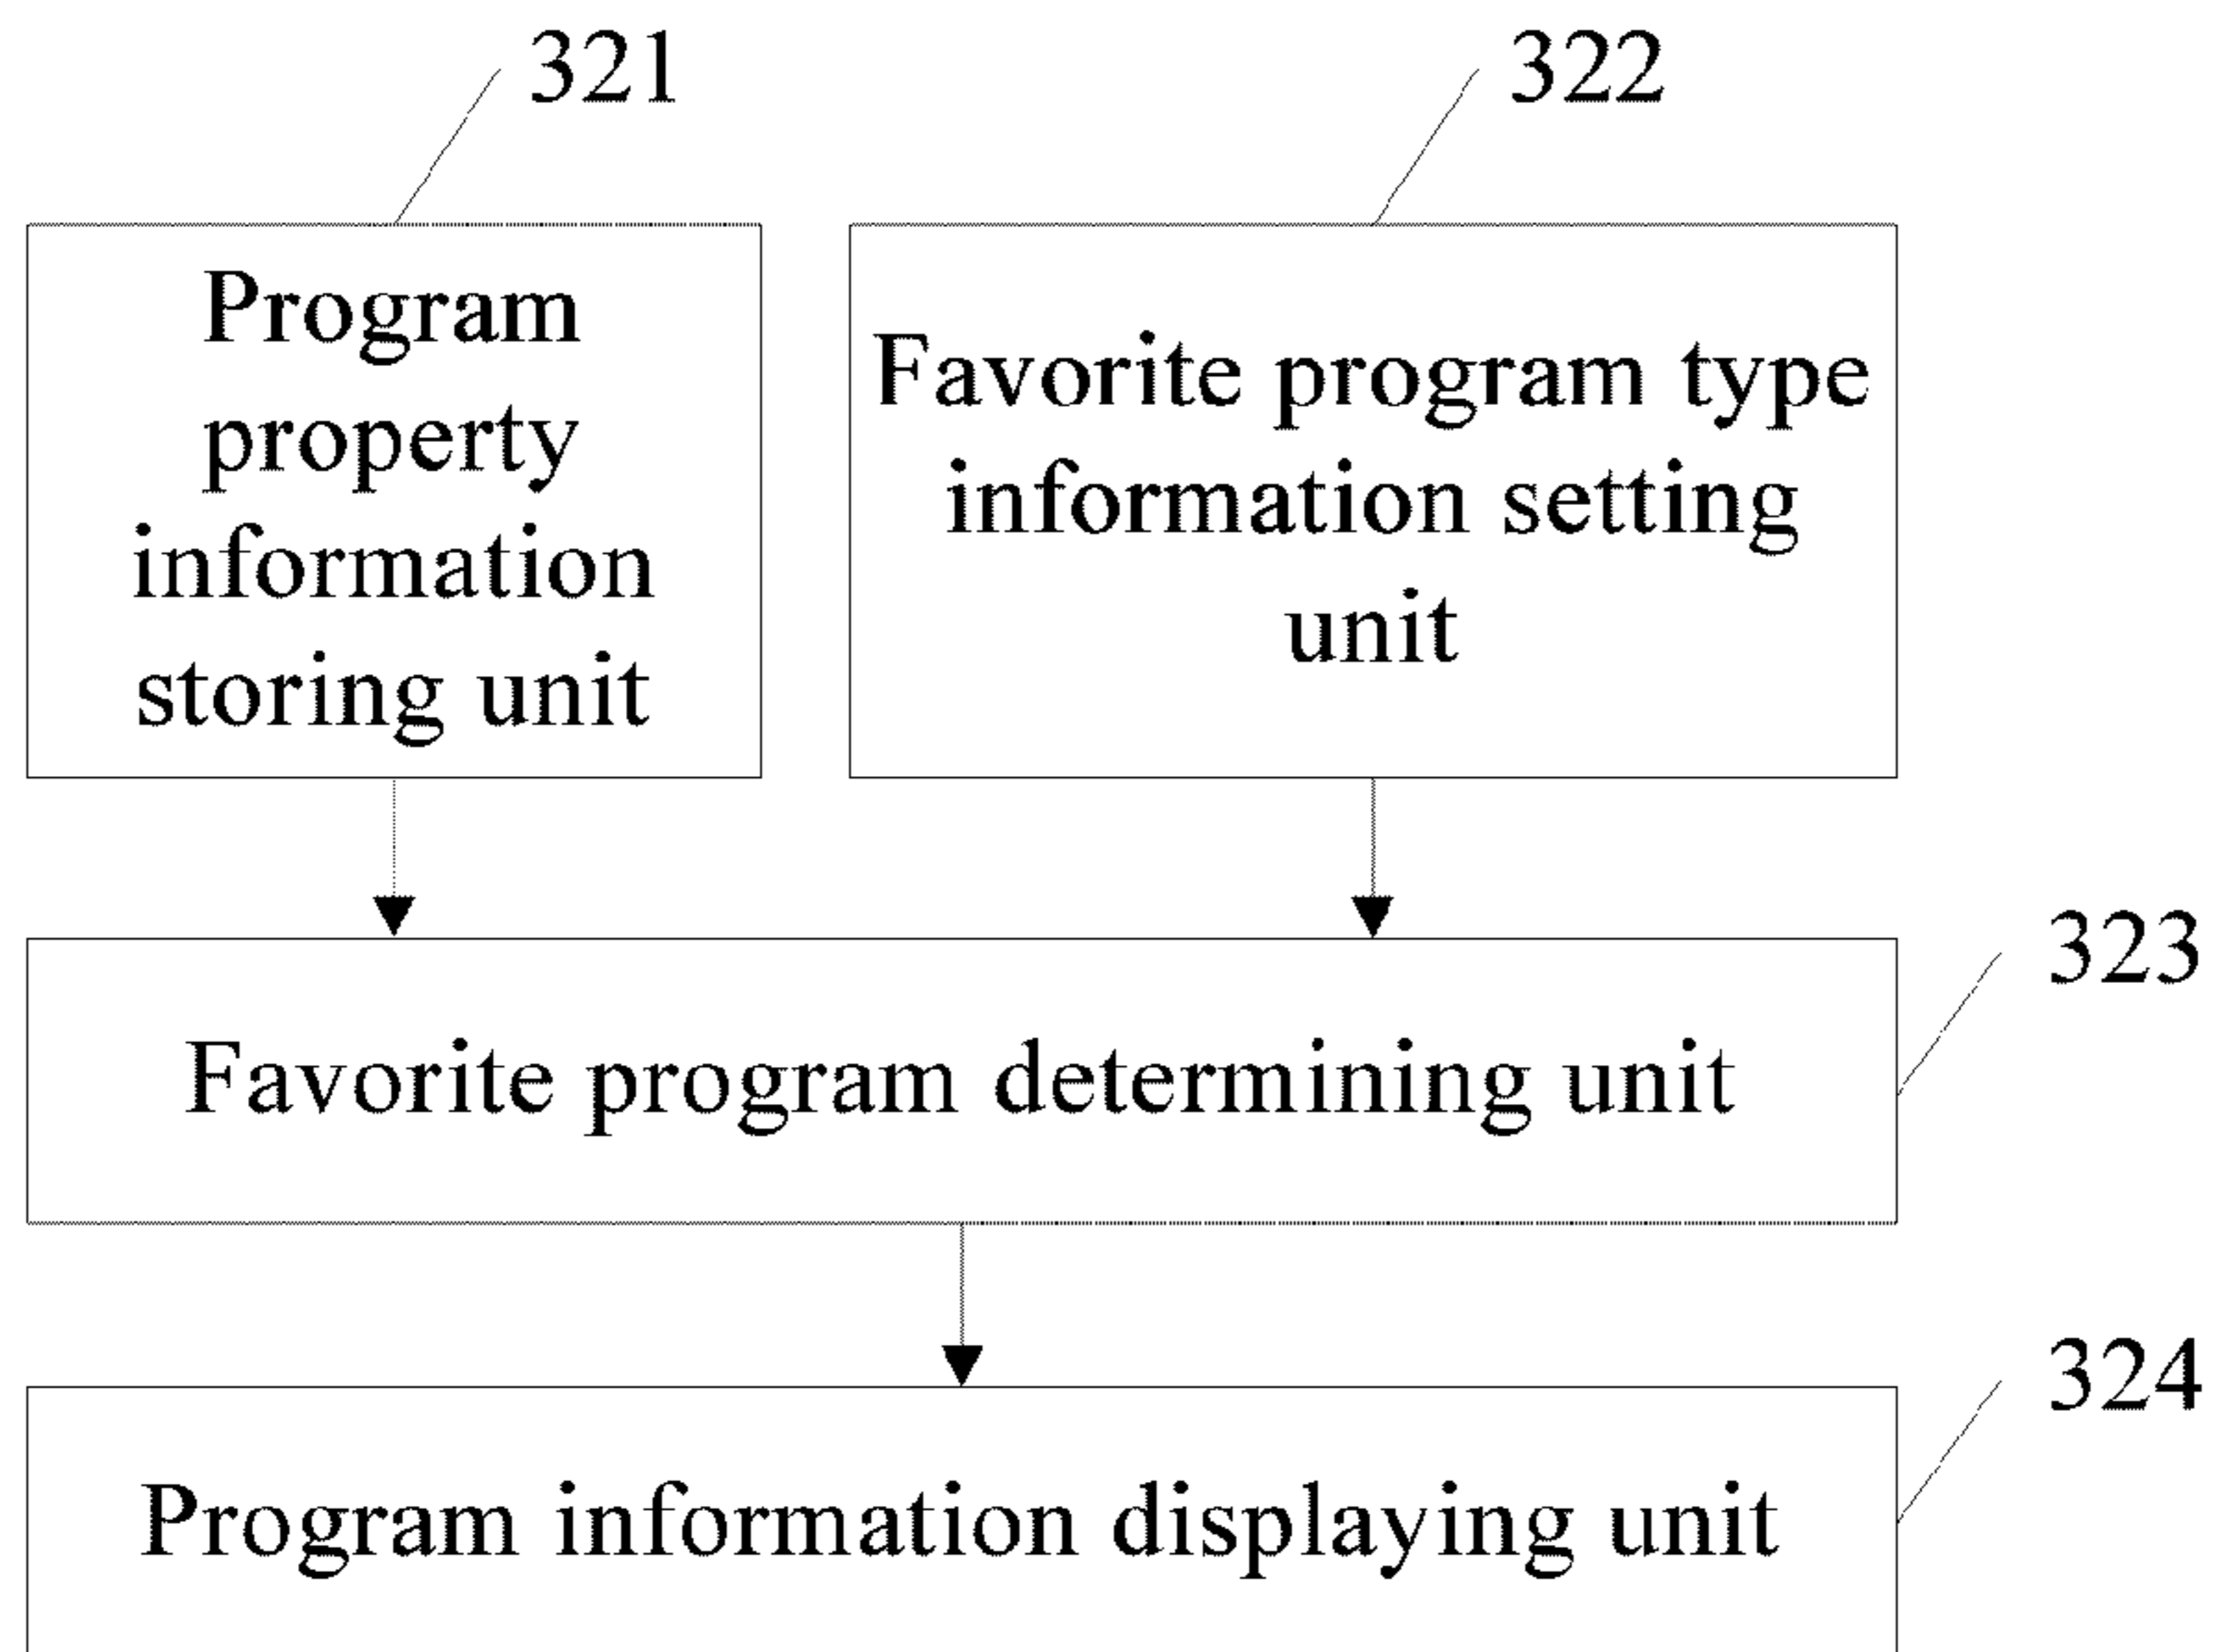 321
322
Program
property
information
storing unit
Favorite program type
information setting
unit
323
Favorite program determining unit
324
Program information displaying unit